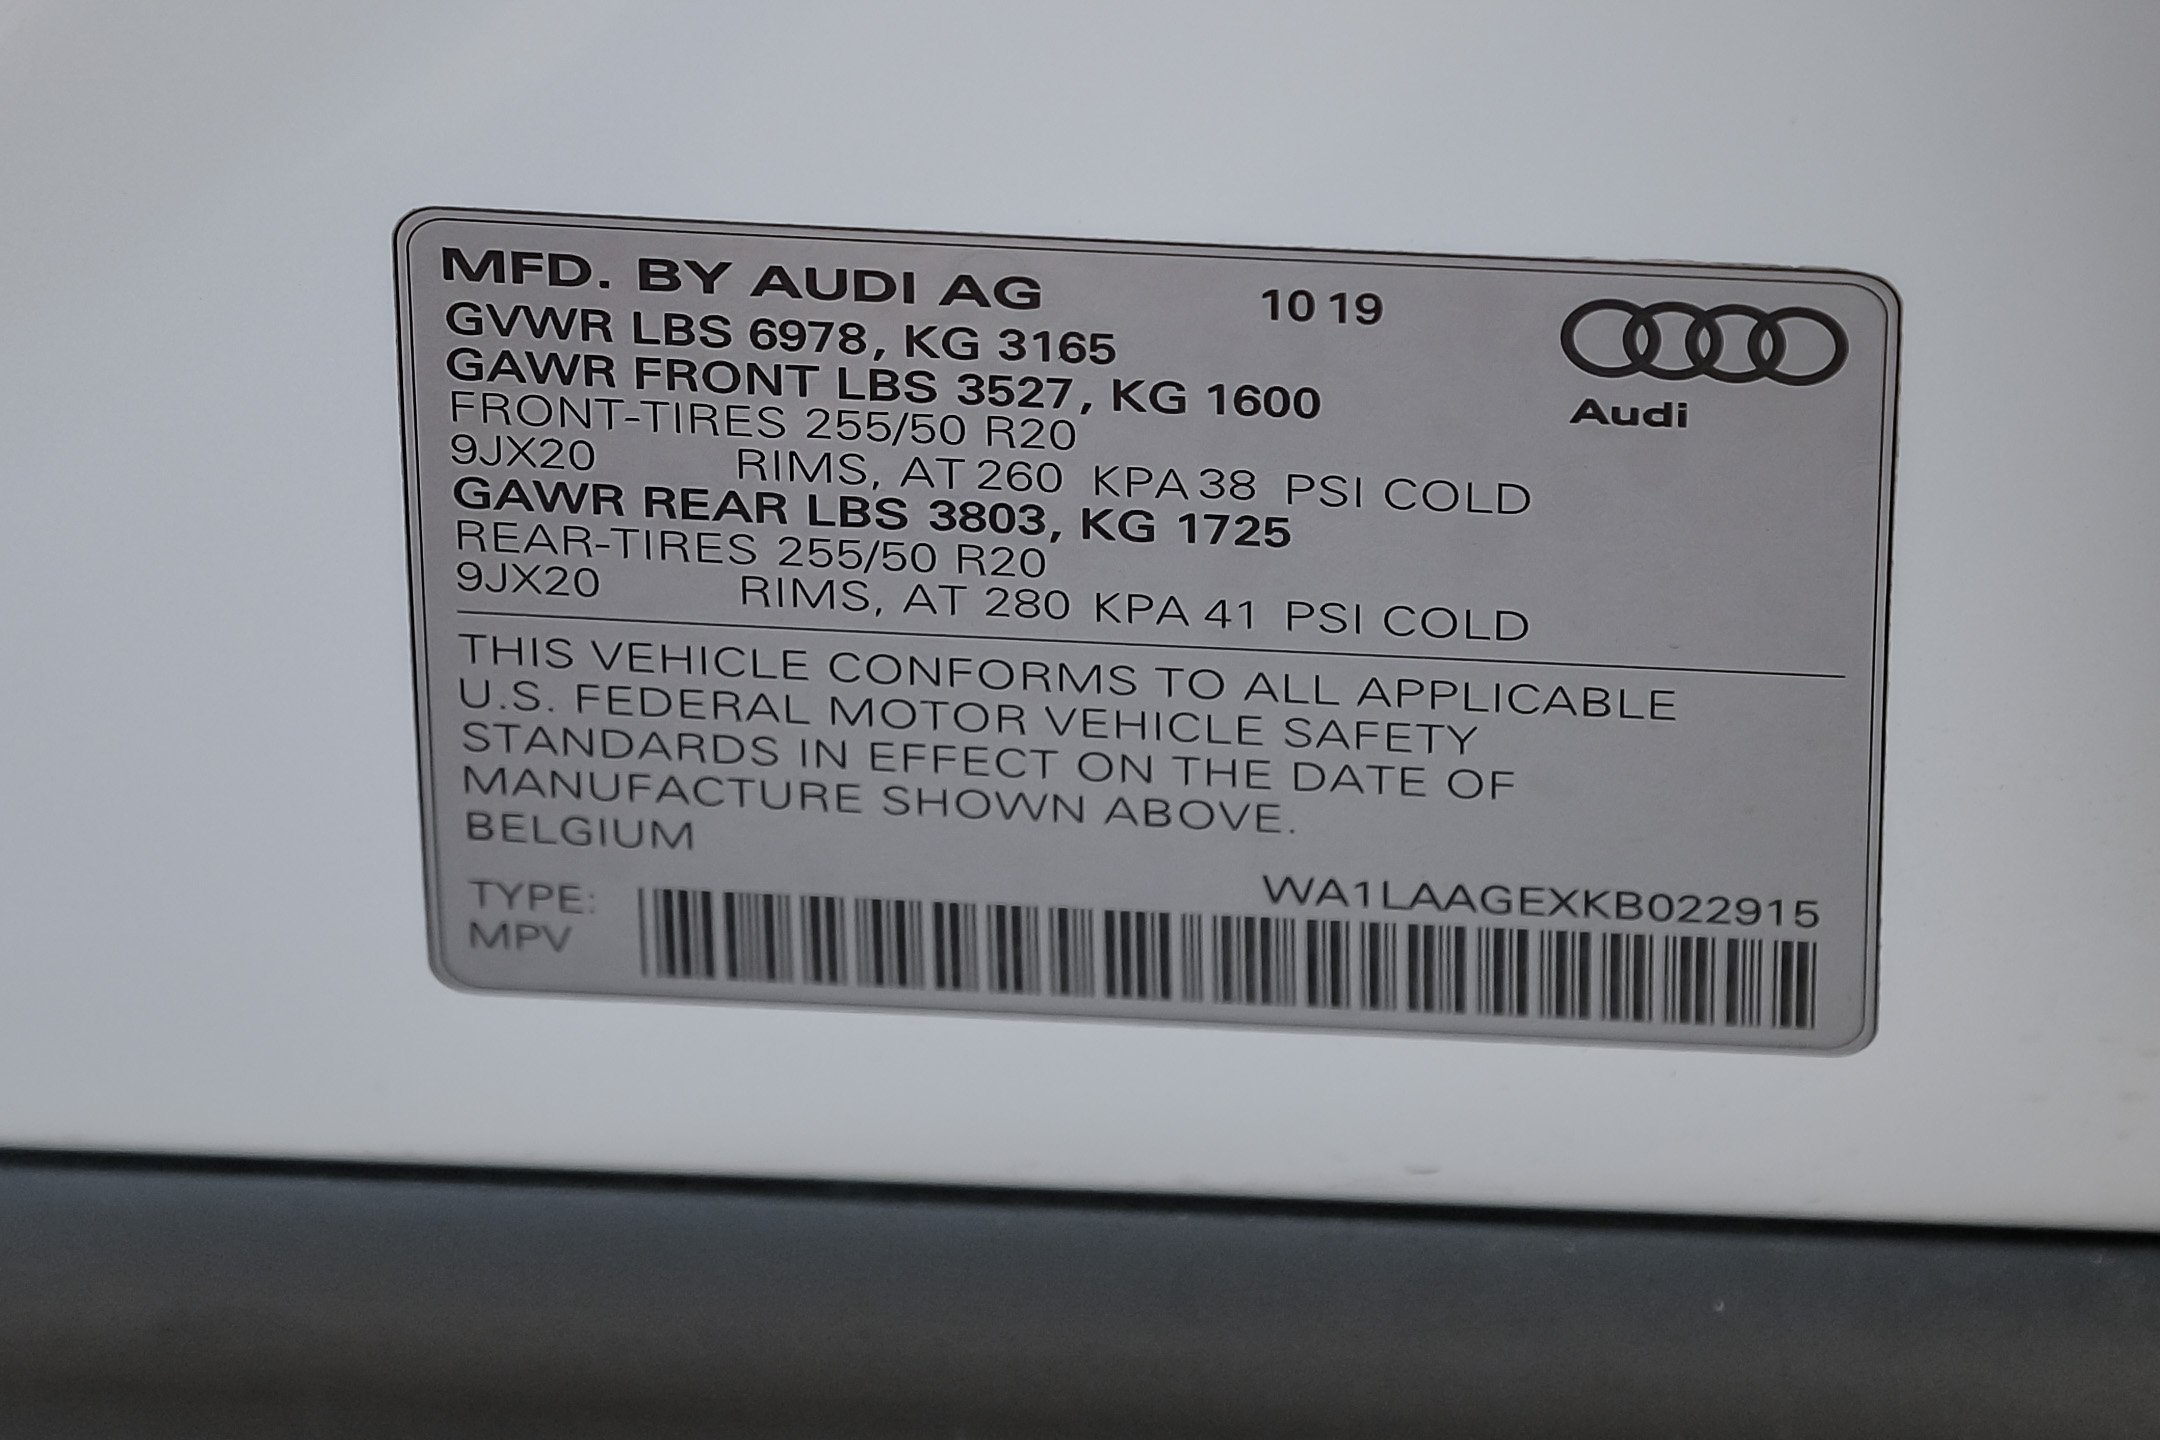 MFD. BY AUDI AG 10 19
GVWR LBS 6978, KG 3165
GAWR FRONT LBS 3527, KG 1600
Audi
FRONT-TIRES 255/50 R20
9JX20 RIMS, AT 260 KPA 38 PSI COLD
GAWR REAR LBS 3803, KG 1725
REAR-TIRES 255/50 R20
9JX20 RIMS, AT 280 KPA 41 PSI COLD
THIS VEHICLE CONFORMS TO ALL APPLICABLE
U.S. FEDERAL MOTOR VEHICLE SAFETY
STANDARDS IN EFFECT ON THE DATE OF
MANUFACTURE SHOWN ABOVE.
BELGIUM
WA1LAAGEXKB022915
TYPE:
MPV